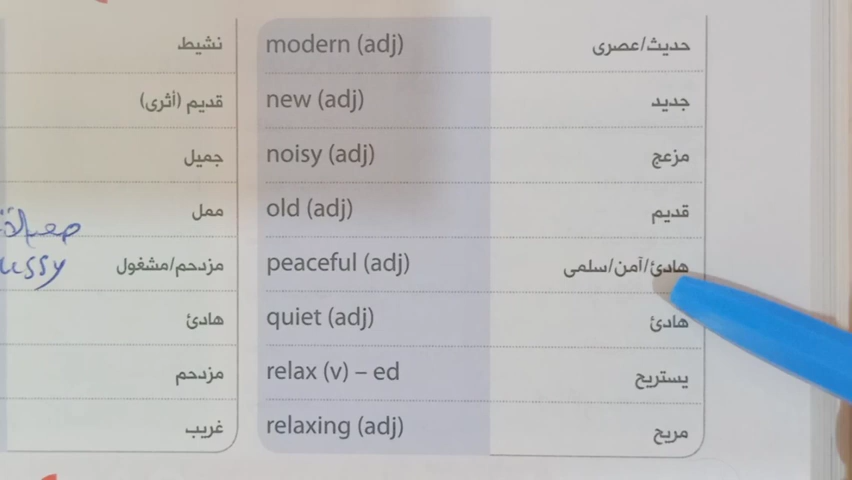 نشيط modern (adj) حديث/عصرى
قديم (أثرى) new (adj) جديد
جميل noisy (adj) مزعج
ممل old (adj) قديم
مزدحم/مشغول peaceful (adj) هادئ/آمن/سلمى
هادئ quiet (adj) هادئ
مزدحم relax (v) – ed يستريح
غريب relaxing (adj) مريح